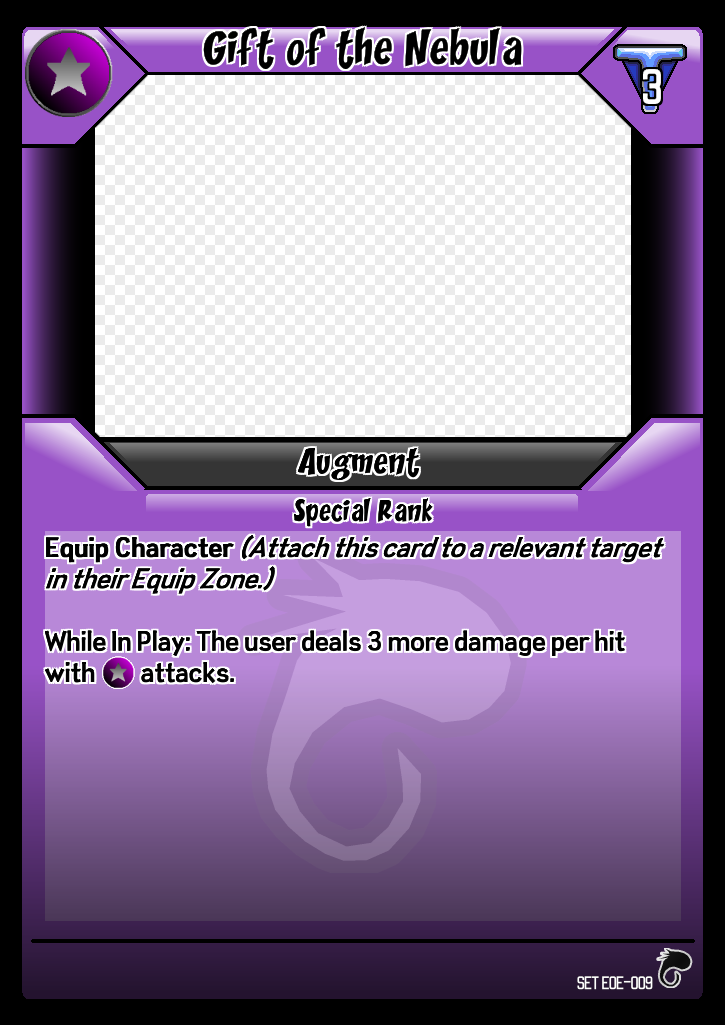 Gift of the Nebula
3
Augment
Special Rank
Equip Character (Attach this card to a relevant target
in their Equip Zone.)
While In Play: The user deals 3 more damage per hit
with attacks.
SET EOE-009